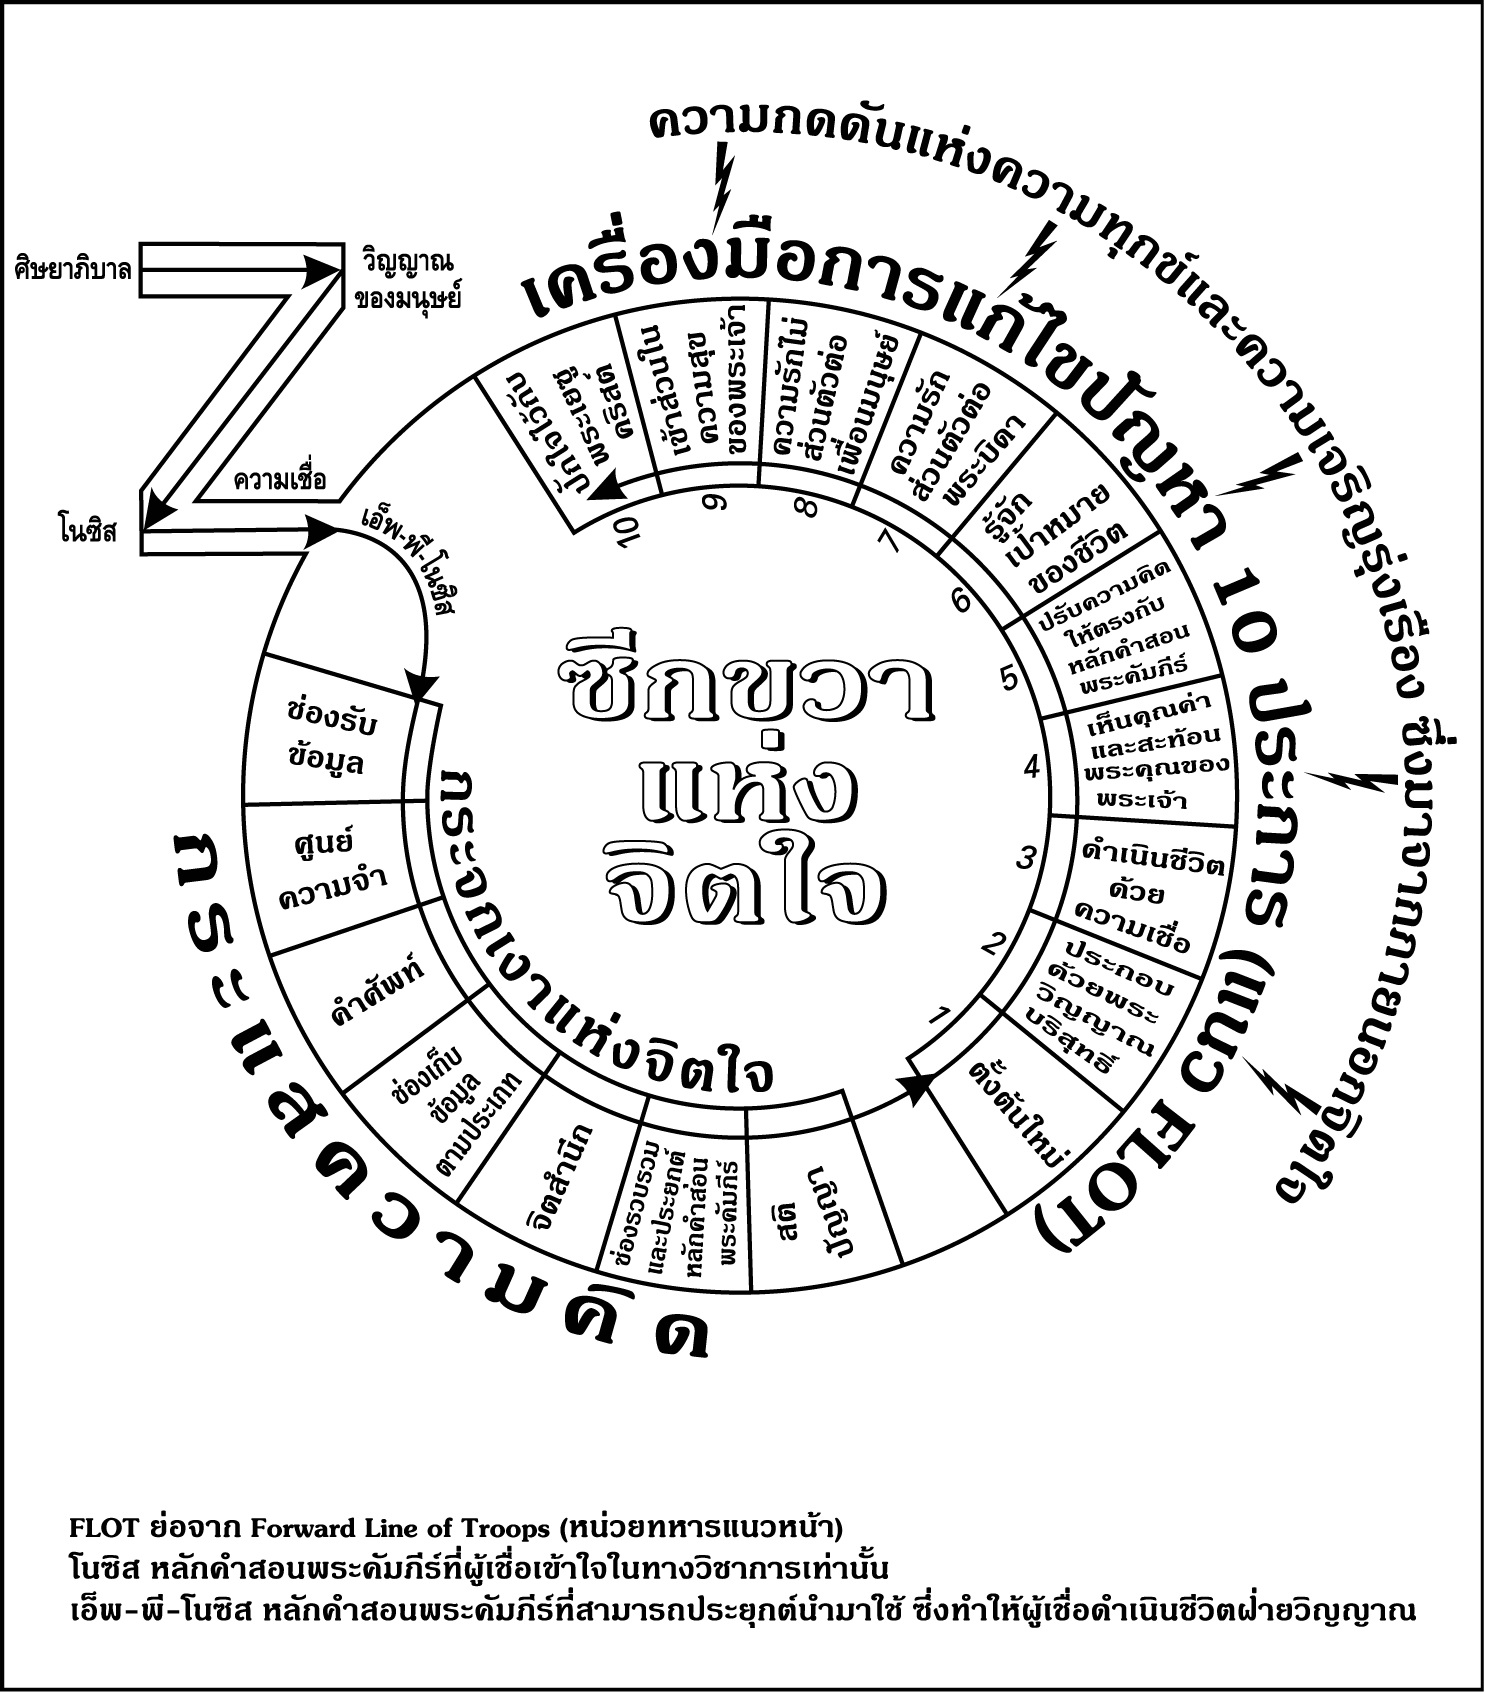 ความกดดันแห่งความทุกข์และความเจริญรุ่งเรือง ซึ่งมาจากภายนอกจิตใจ
เครื่องมือการแก้ไขปัญหา 10 ประการ (แนว FLOT)
ศิษยาภิบาล
วิญญาณ
ของมนุษย์
ความเชื่อ
โนซิส
เอ็พ-พี-โนซิส
ช่องรับ
ข้อมูล
ศูนย์
ความจำ
คำศัพท์
ช่องเก็บ
ข้อมูล
ตามประเภท
จิตสำนึก
ช่องรวบรวม
และประยุกต์
หลักคำสอน
พระคัมภีร์
สติ
ปัญญา
กระแสความคิด
กระจกเงาแห่งจิตใจ
ซีกขวา
แห่ง
จิตใจ
1
ตั้งต้นใหม่
2
ประกอบ
ด้วยพระ
วิญญาณ
บริสุทธิ์
3
ดำเนินชีวิต
ด้วย
ความเชื่อ
4
เห็นคุณค่า
และสะท้อน
พระคุณของ
พระเจ้า
5
ปรับความคิด
ให้ตรงกับ
หลักคำสอน
พระคัมภีร์
6
รู้จัก
เป้าหมาย
ของชีวิต
7
ความรัก
ส่วนตัวต่อ
พระบิดา
8
ความรักไม่
ส่วนตัวต่อ
เพื่อนมนุษย์
9
เข้าส่วนใน
ความสุข
ของพระเจ้า
10
ปักใจไว้กับ
พระเยซู
คริสต์
FLOT ย่อจาก Forward Line of Troops (หน่วยทหารแนวหน้า)
โนซิส หลักคำสอนพระคัมภีร์ที่ผู้เชื่อเข้าใจในทางวิชาการเท่านั้น
เอ็พ-พี-โนซิส หลักคำสอนพระคัมภีร์ที่สามารถประยุกต์นำมาใช้ ซึ่งทำให้ผู้เชื่อดำเนินชีวิตฝ่ายวิญญาณ